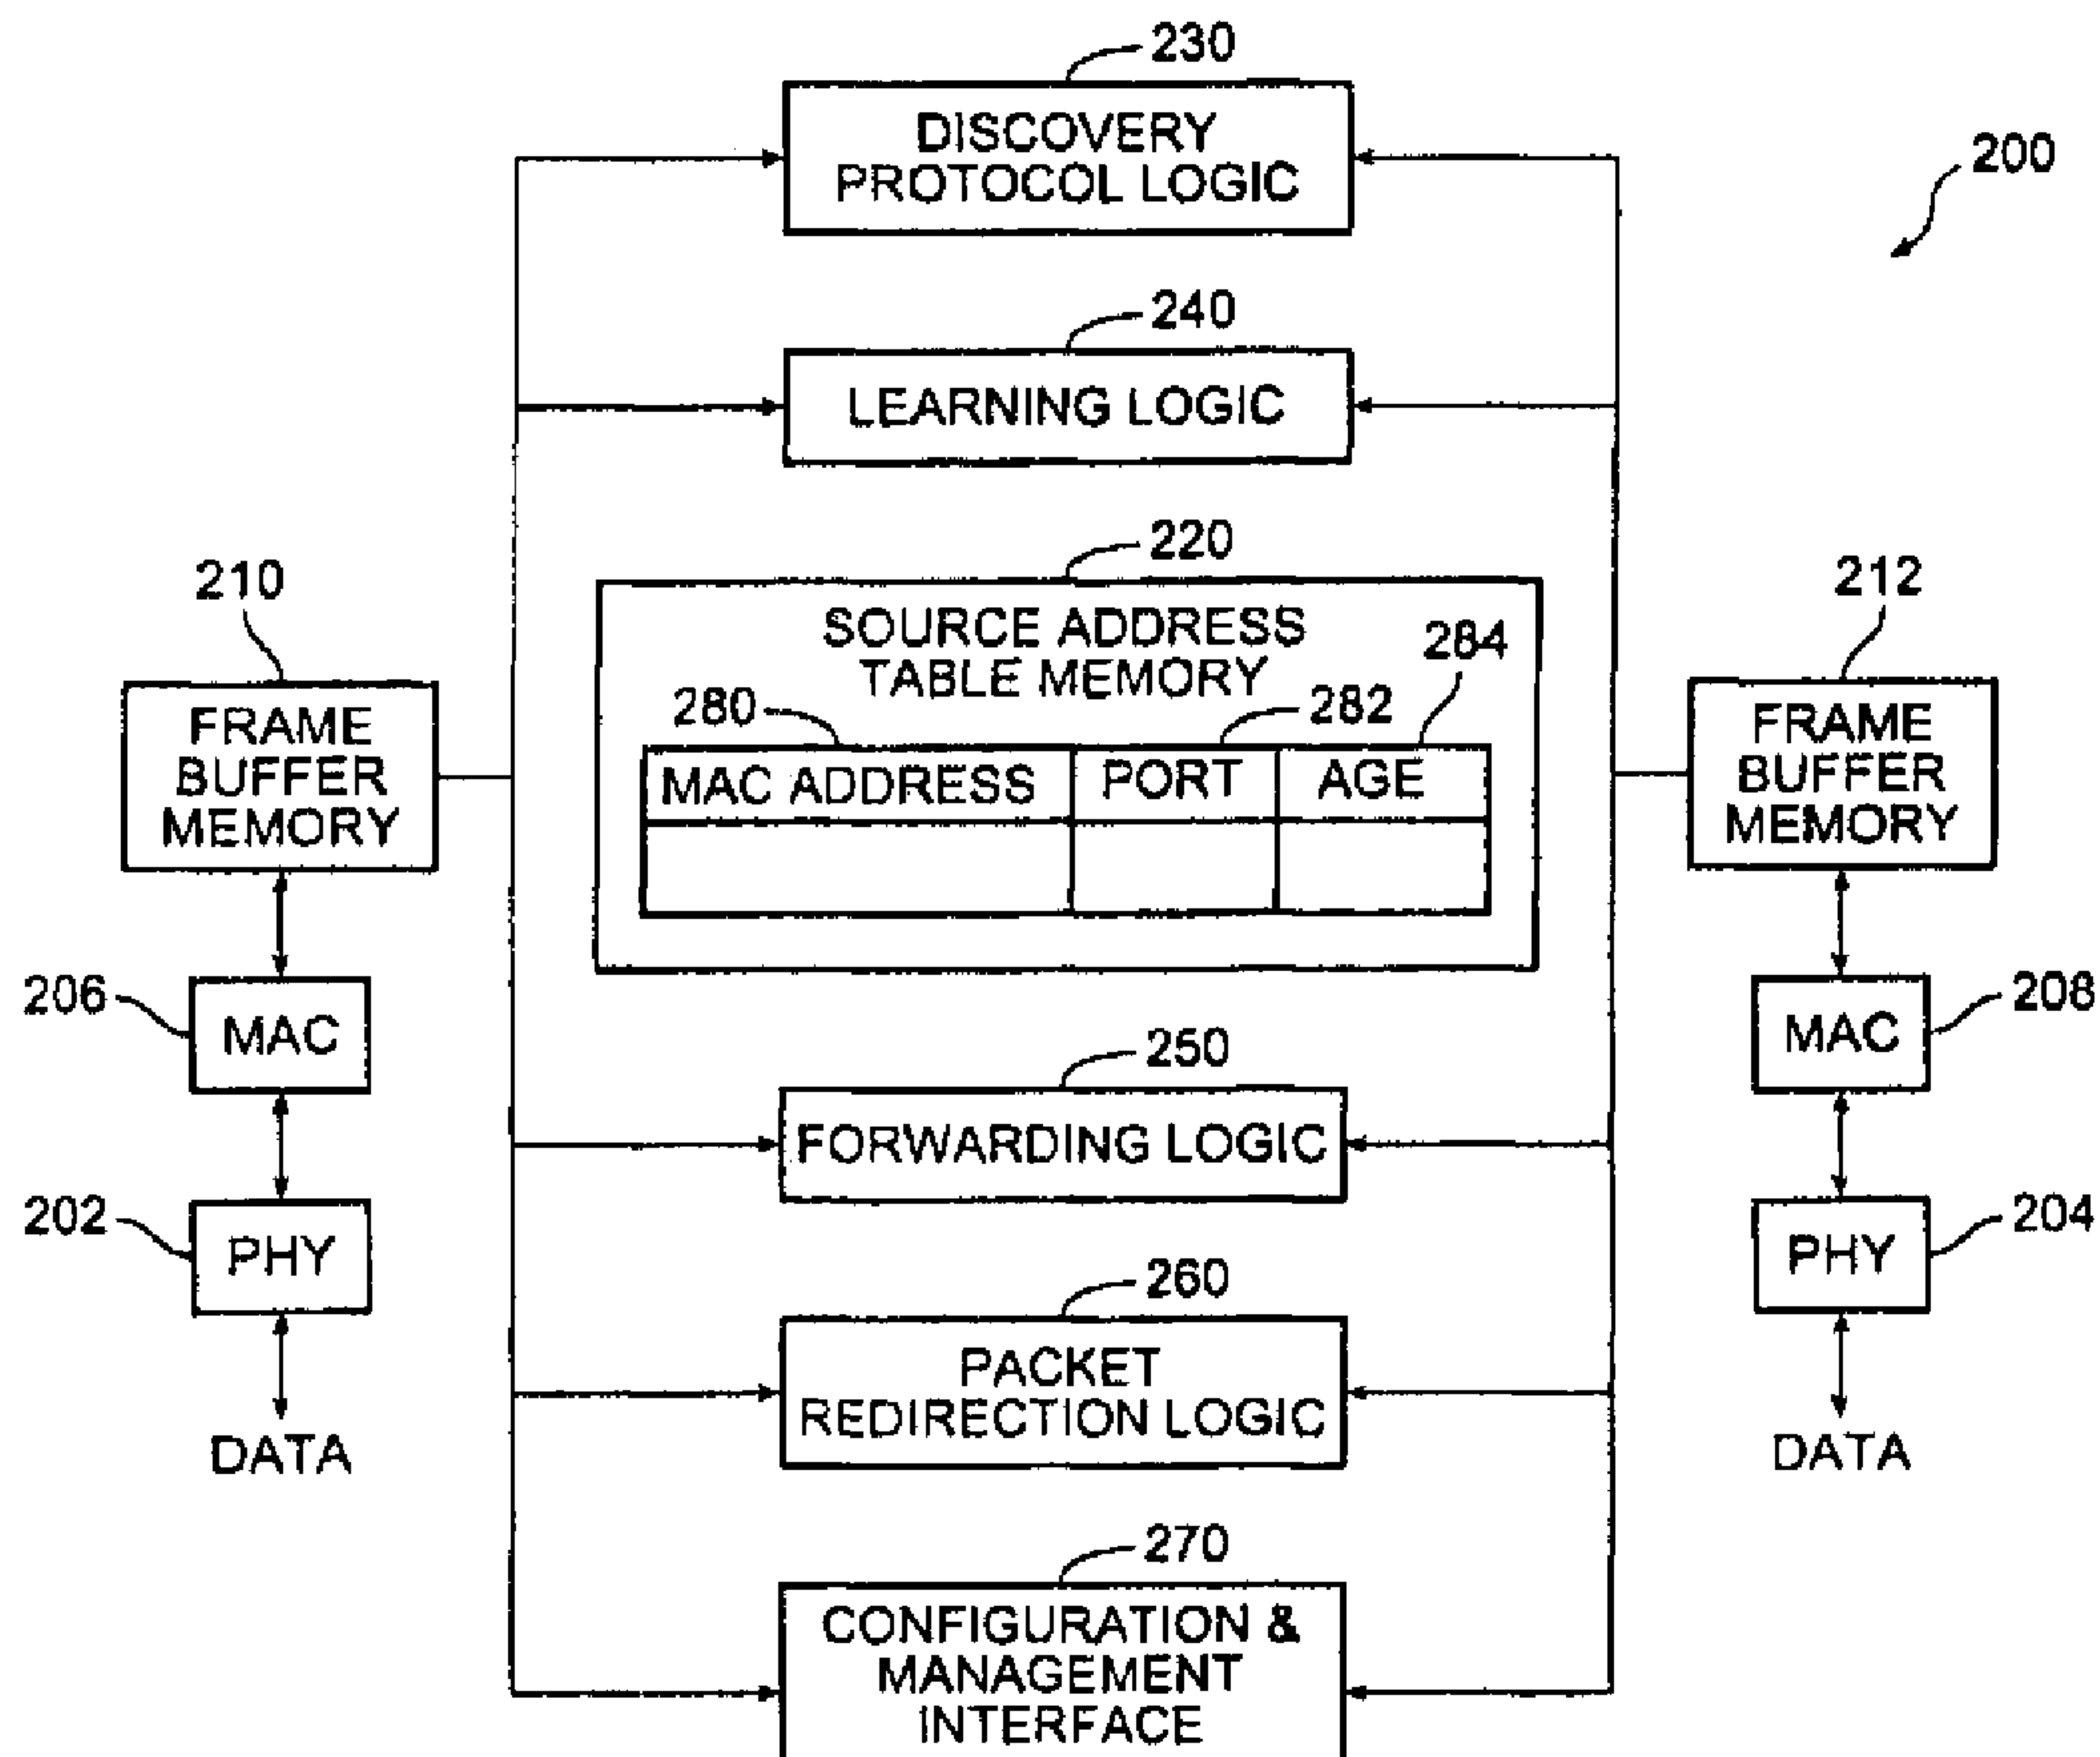 230
DISCOVERY
PROTOCOL LOGIC
200
240
LEARNING LOGIC
220
210
212
SOURCE ADDRESS
TABLE MEMORY
284
280
282
FRAME
BUFFER
MEMORY
MAC ADDRESS
PORT
AGE
FRAME
BUFFER
MEMORY
206
MAC
MAC
208
250
FORWARDING LOGIC
202
PHY
PHY
204
260
PACKET
REDIRECTION LOGIC
DATA
DATA
270
CONFIGURATION &
MANAGEMENT
INTERFACE